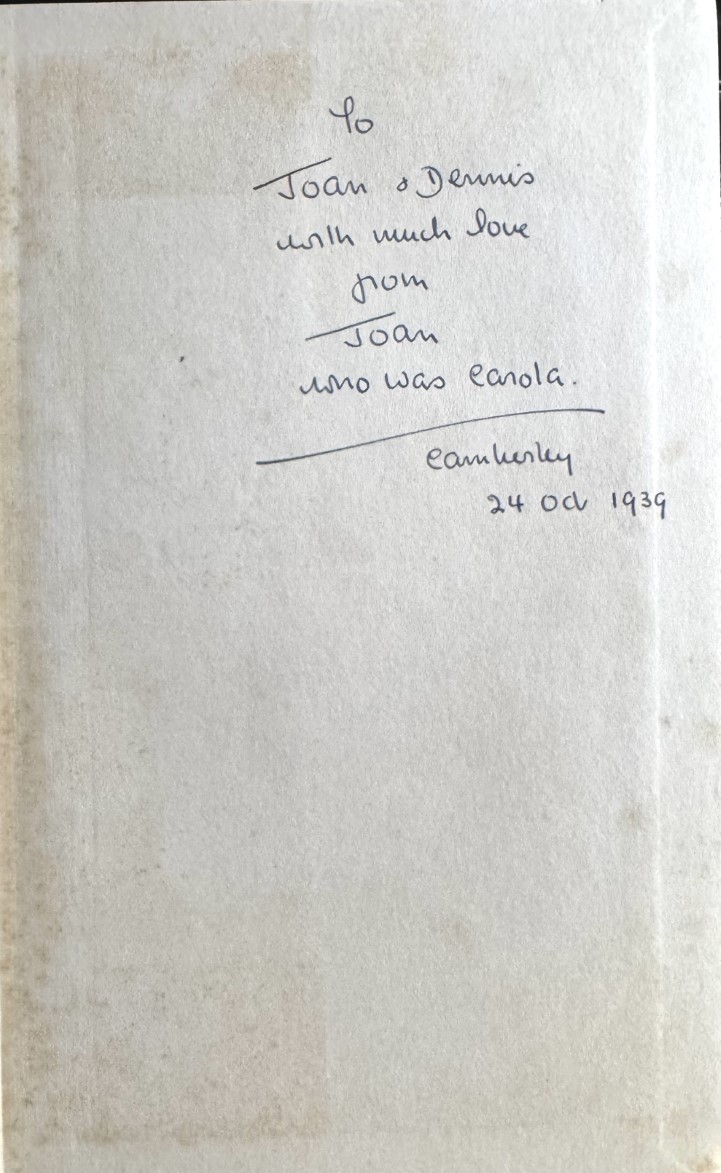 To
Joan & Dennis
with much love
from
Joan
who was Carola.
Camberley
24 Oct 1939